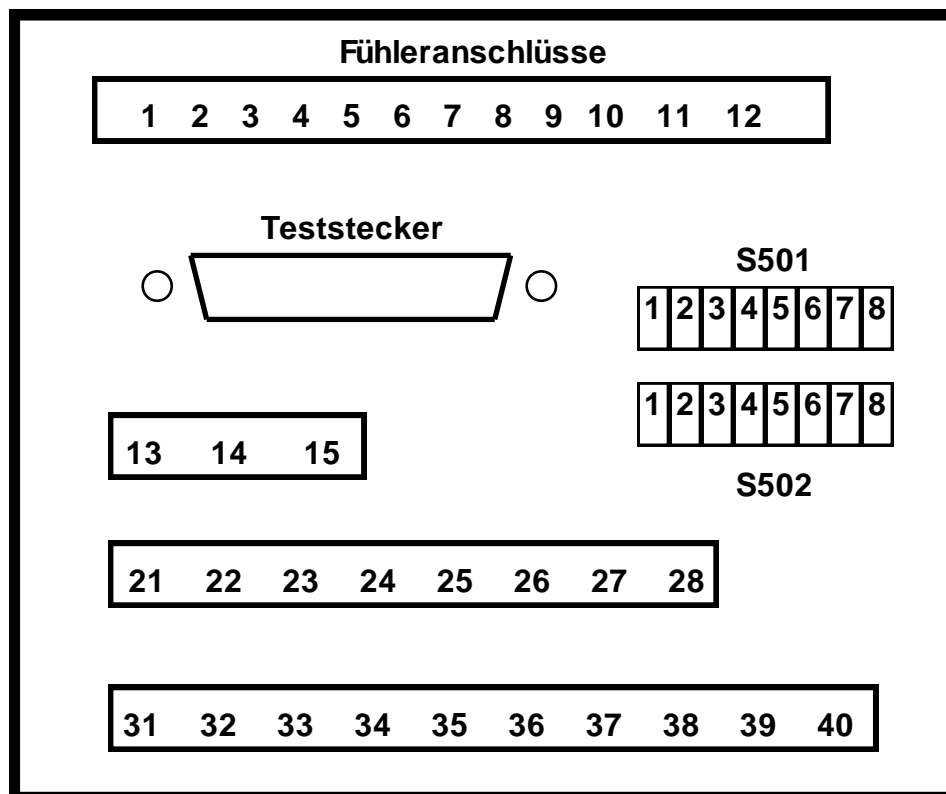 Fühleranschlüsse
1 2 3 4 5 6 7 8 9 10 11 12
Teststecker
S501
1 2 3 4 5 6 7 8
1 2 3 4 5 6 7 8
S502
13 14 15
21 22 23 24 25 26 27 28
31 32 33 34 35 36 37 38 39 40